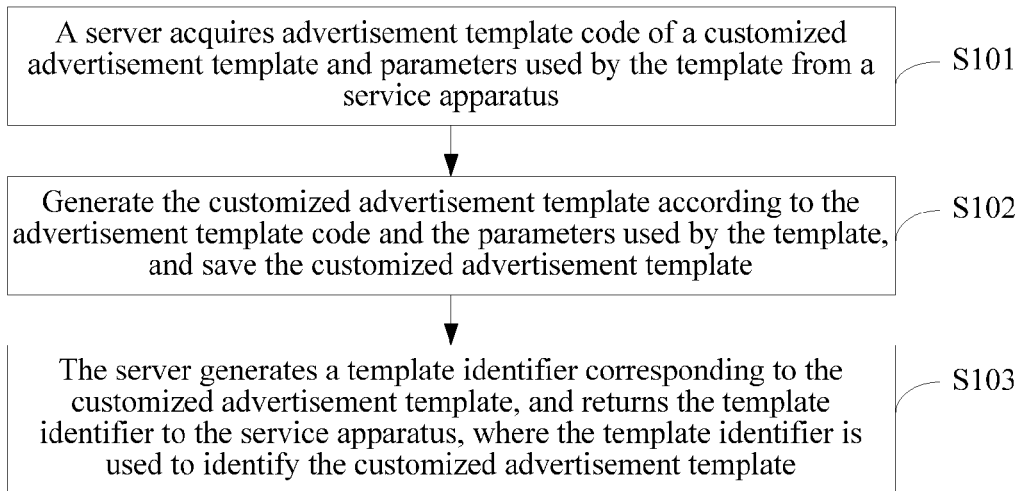 A server acquires advertisement template code of a customized
advertisement template and parameters used by the template from a
service apparatus
S101
Generate the customized advertisement template according to the
advertisement template code and the parameters used by the template,
and save the customized advertisement template
S102
The server generates a template identifier corresponding to the
customized advertisement template, and returns the template
identifier to the service apparatus, where the template identifier is
used to identify the customized advertisement template
S103